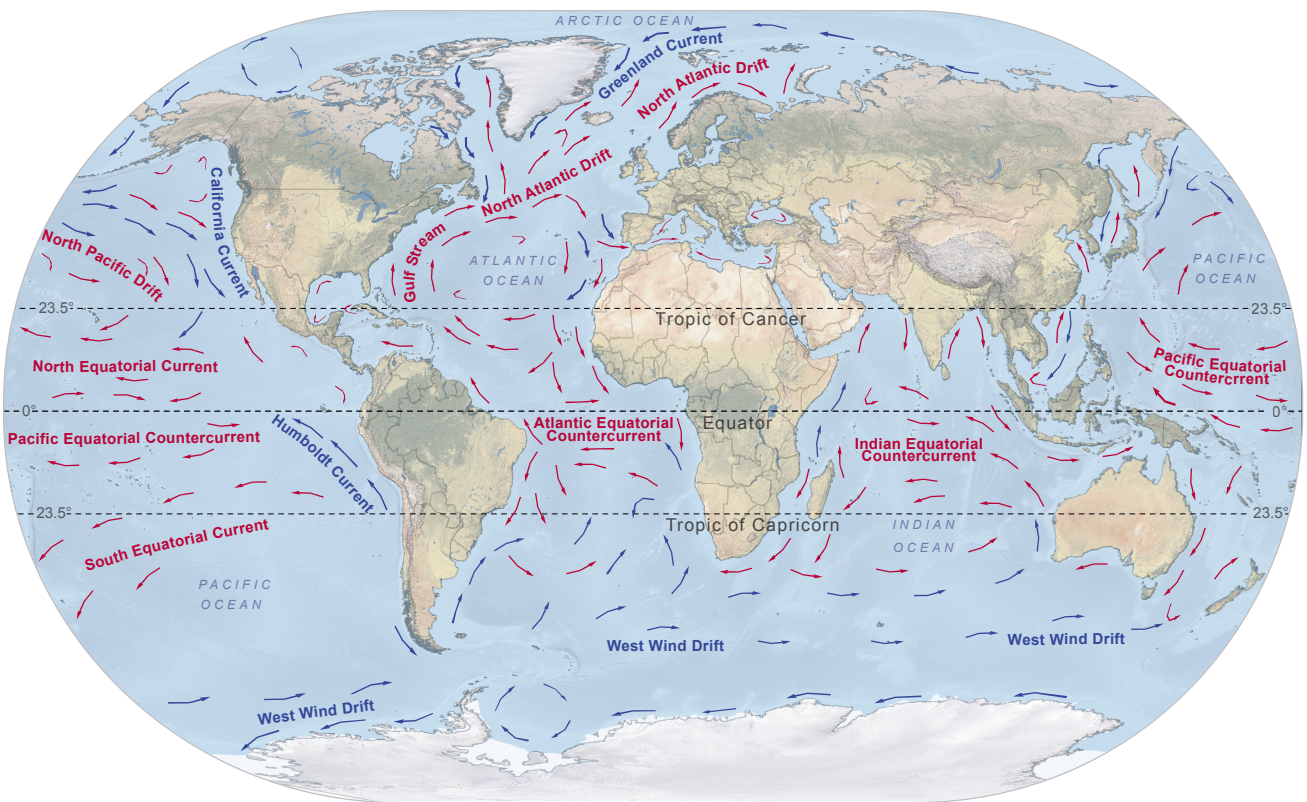 ARCTIC OCEAN
Greenland Current
North Atlantic Drift
North Atlantic Drift
California Current
Gulf Stream
North Pacific Drift
ATLANTIC
OCEAN
PACIFIC
OCEAN
23.5°
Tropic of Cancer
23.5°
North Equatorial Current
Pacific Equatorial
Countercrrent
0°
Equator
0°
Pacific Equatorial Countercurrent
Humboldt Current
Atlantic Equatorial
Countercurrent
Indian Equatorial
Countercurrent
23.5°
Tropic of Capricorn
23.5°
South Equatorial Current
INDIAN
OCEAN
PACIFIC
OCEAN
West Wind Drift
West Wind Drift
West Wind Drift